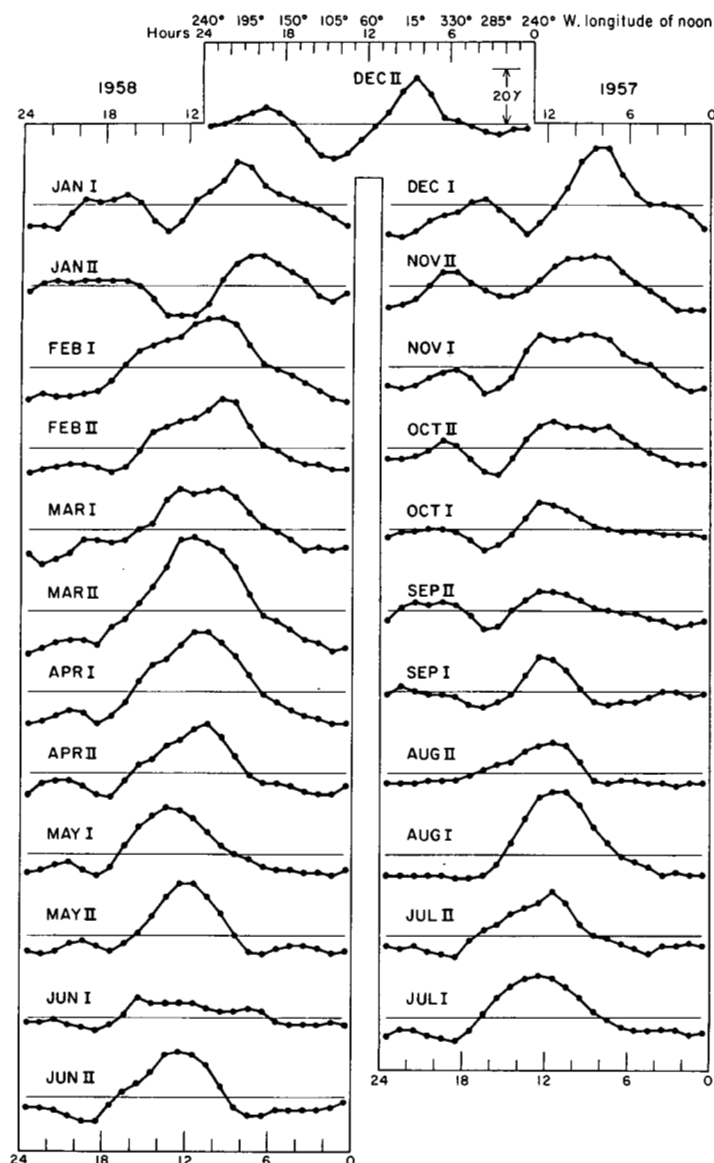 240° 195° 150° 105° 60° 15° 330° 285° 240° W. longitude of noon
Hours 24 18 12 6 0
DEC II
20γ
1958
1957
24 18 12
12 6 0
JAN I
DEC I
JAN II
NOV II
FEB I
NOV I
FEB II
OCT II
MAR I
OCT I
MAR II
SEP II
APR I
SEP I
APR II
AUG II
MAY I
AUG I
MAY II
JUL II
JUN I
JUL I
24 18 12 6 0
JUN II
24 18 12 6 0